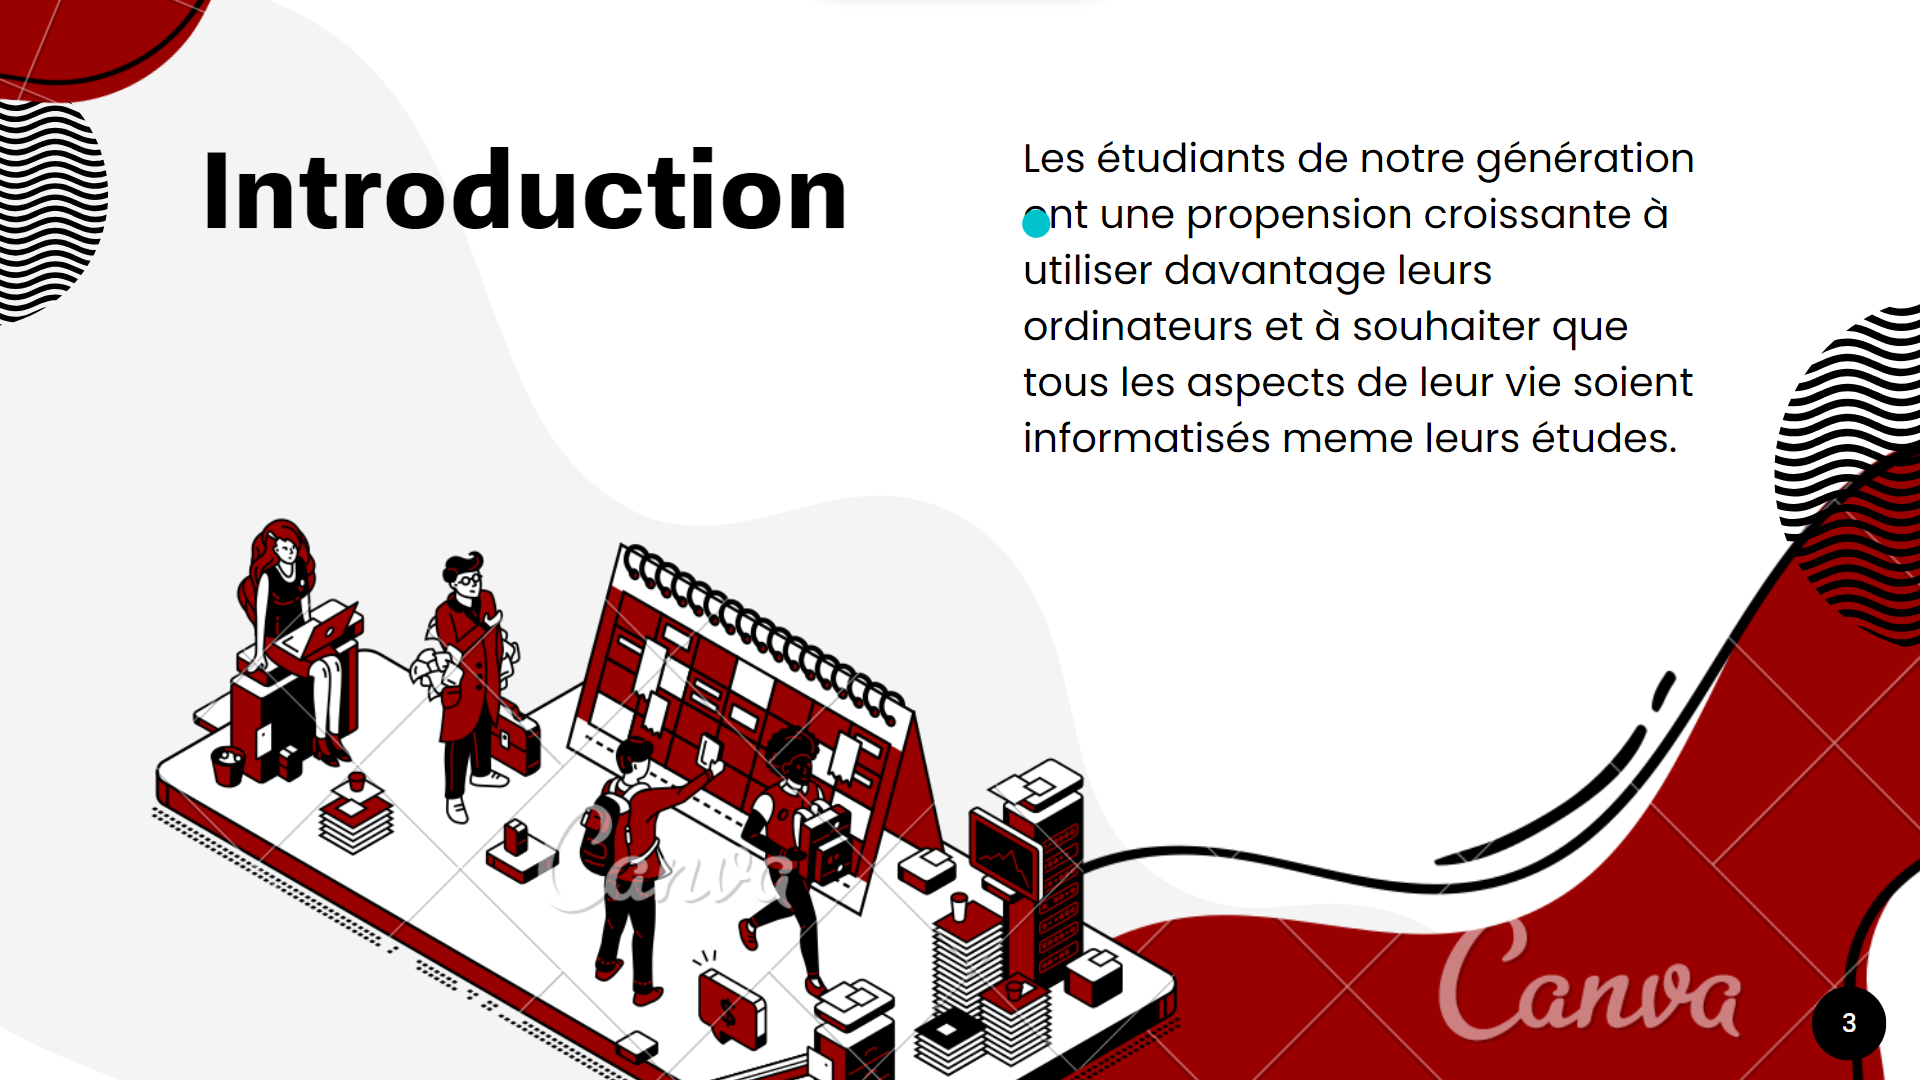 Introduction
Les étudiants de notre génération
ont une propension croissante à
utiliser davantage leurs
ordinateurs et à souhaiter que
tous les aspects de leur vie soient
informatisés meme leurs études.
Canva
Canva
3